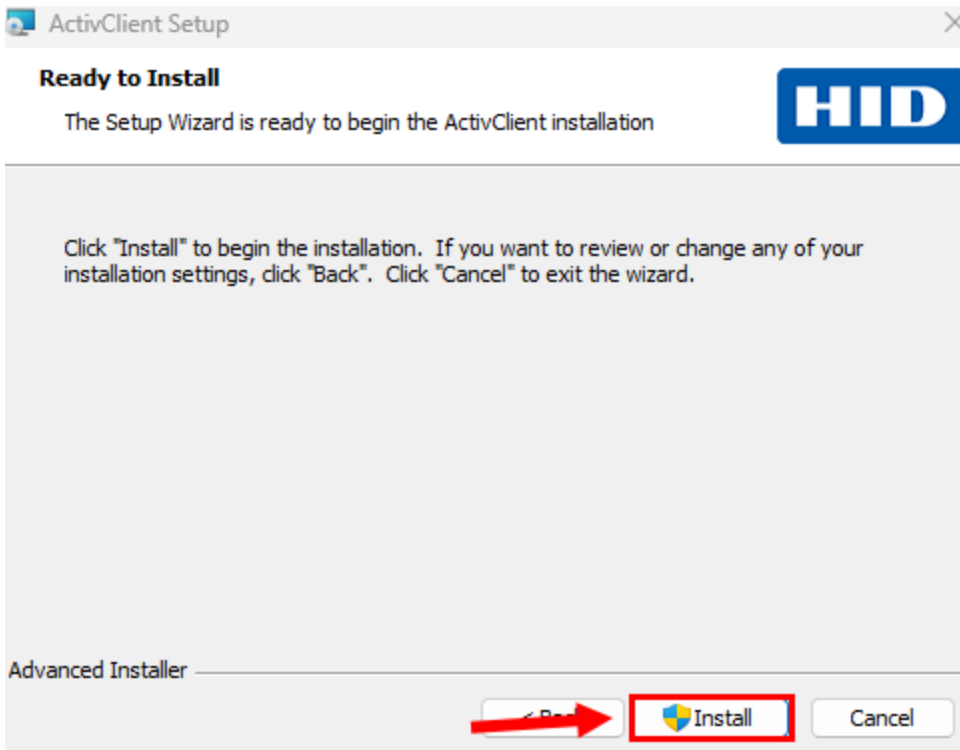 ActivClient Setup
Ready to Install
HID
The Setup Wizard is ready to begin the ActivClient installation
Click "Install" to begin the installation.  If you want to review or change any of your
installation settings, click "Back".  Click "Cancel" to exit the wizard.
Advanced Installer
Install
Cancel